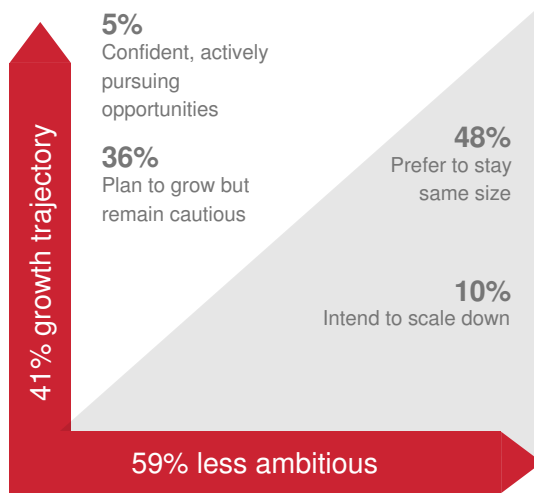 5%
Confident, actively
pursuing
opportunities
36%
Plan to grow but
remain cautious
48%
Prefer to stay
same size
10%
Intend to scale down
41% growth trajectory
59% less ambitious